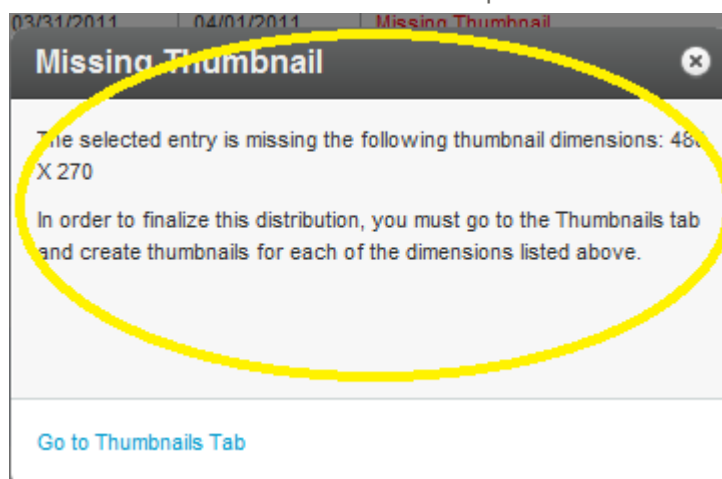 03/31/2011 04/01/2011 Missing Thumbnail
Missing Thumbnail
The selected entry is missing the following thumbnail dimensions: 480
X 270
In order to finalize this distribution, you must go to the Thumbnails tab
and create thumbnails for each of the dimensions listed above.
Go to Thumbnails Tab